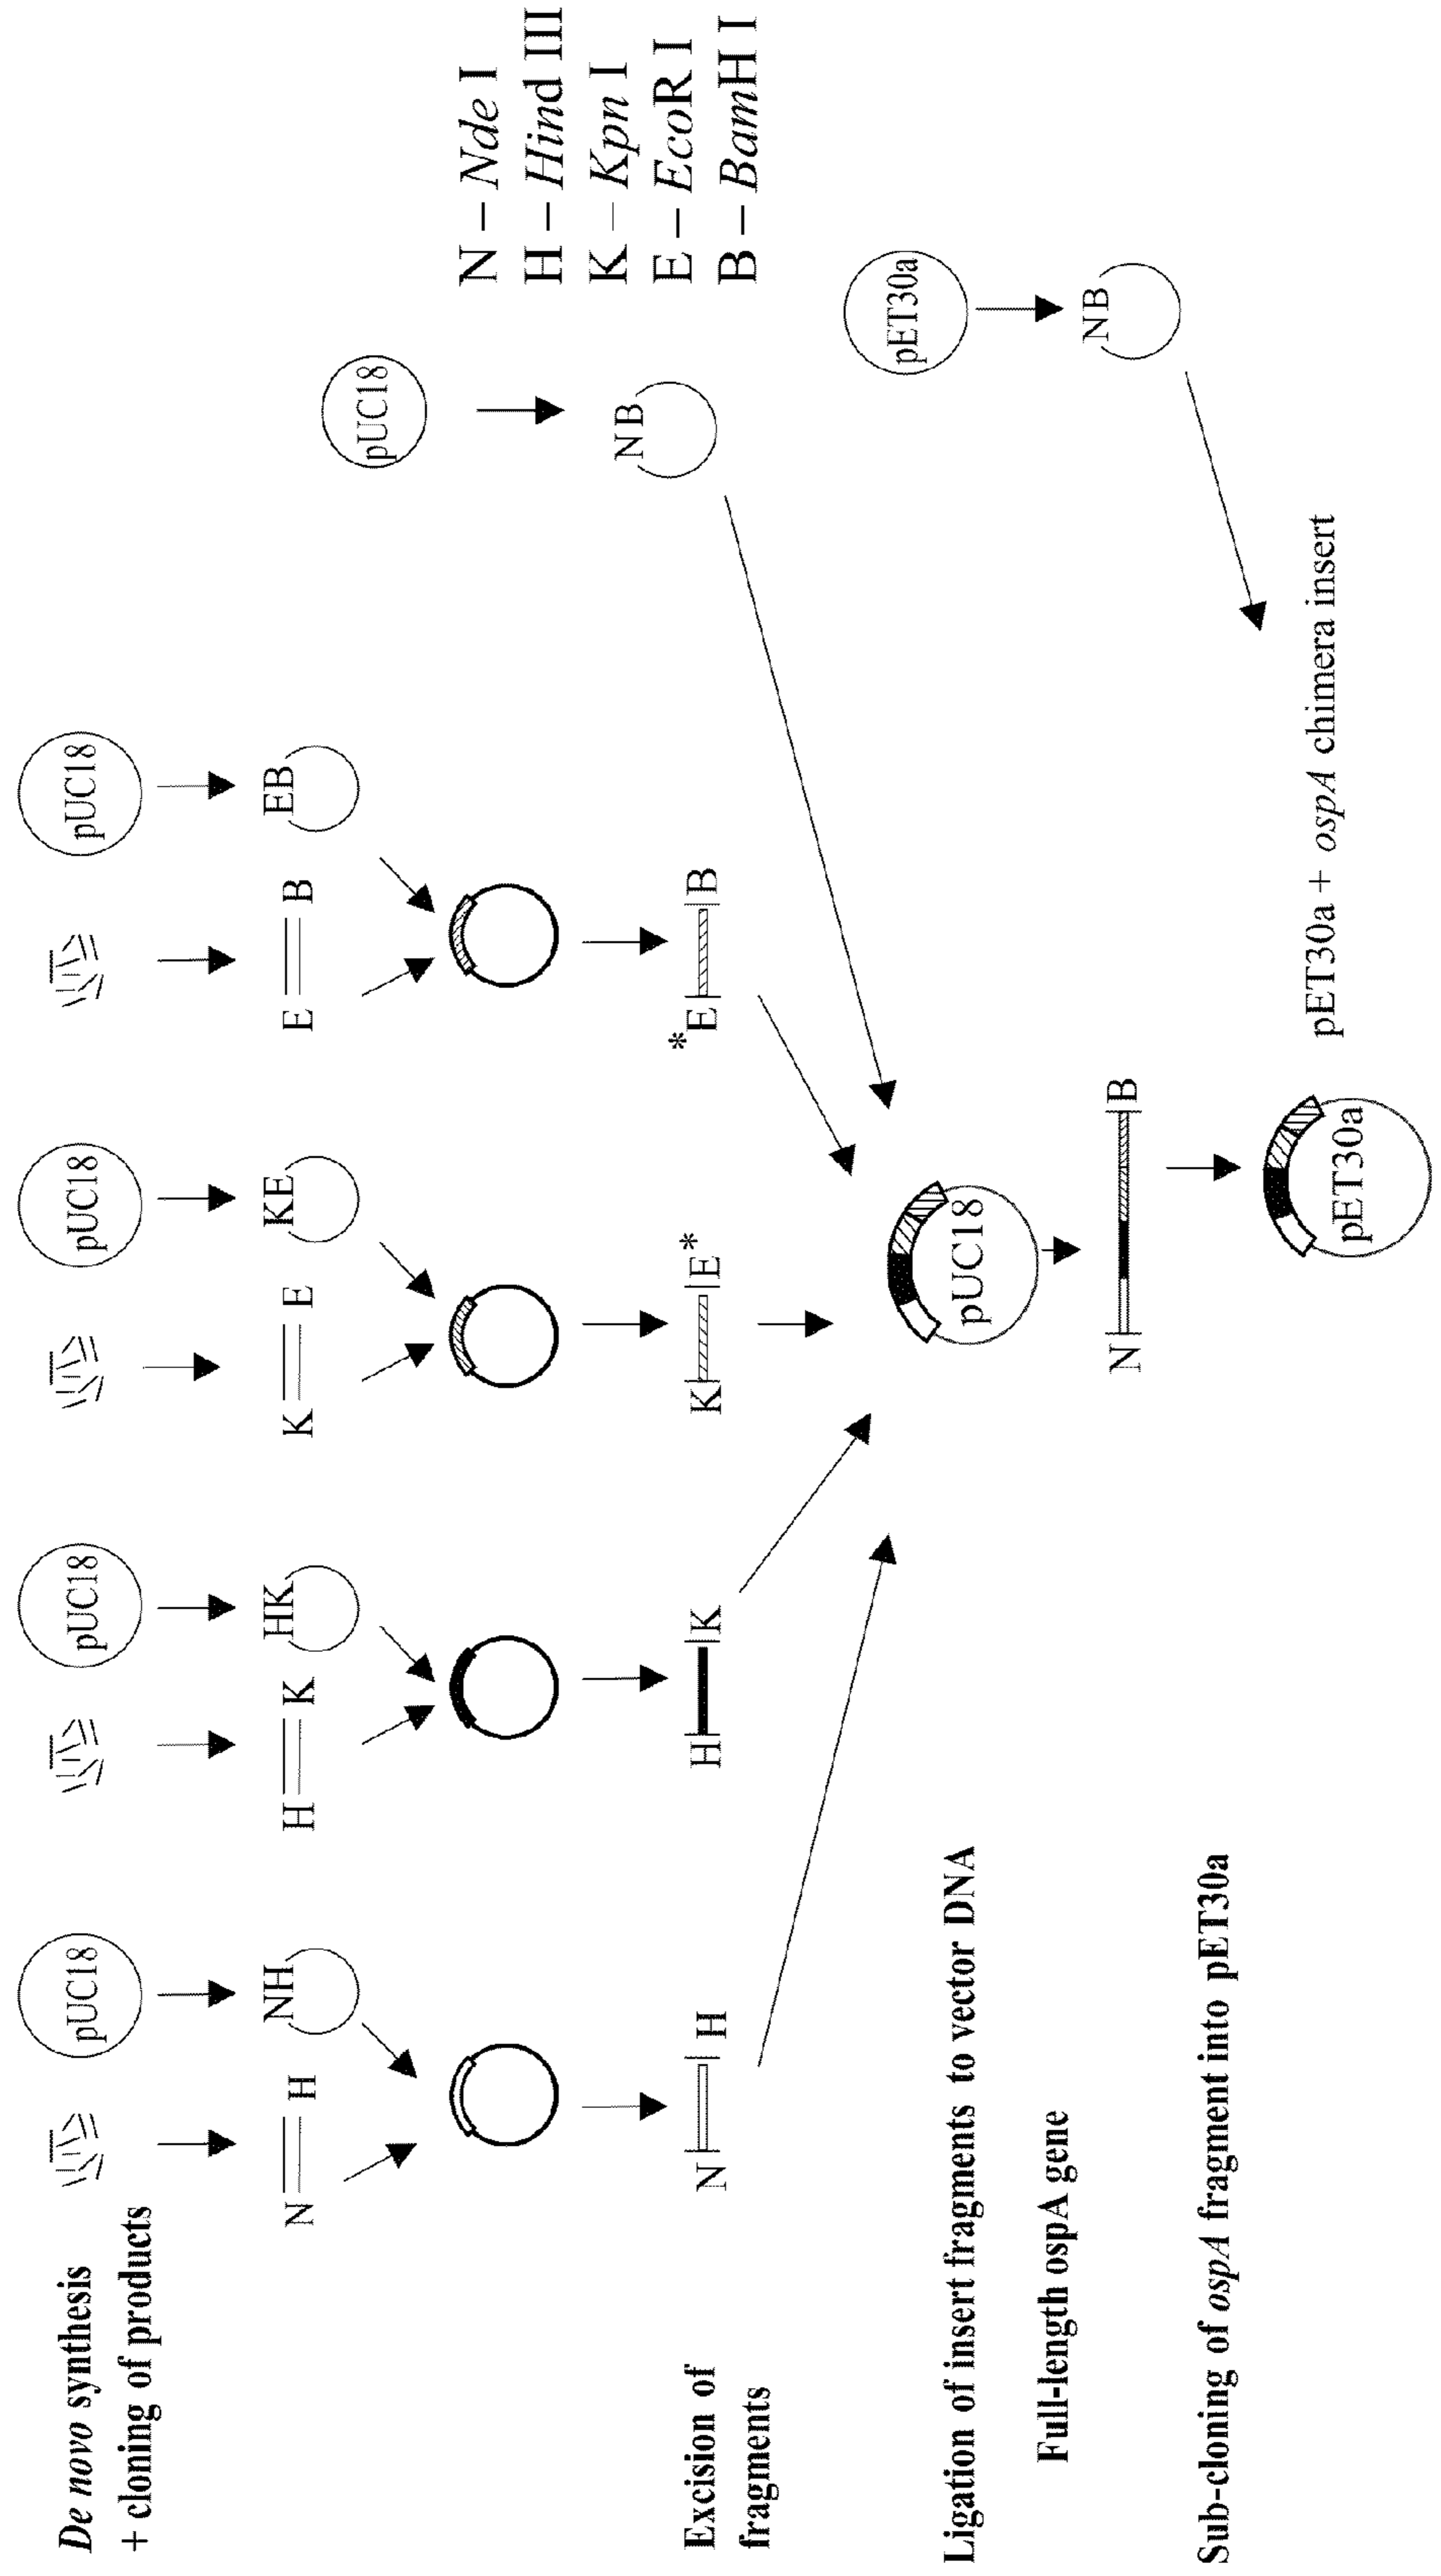 De novo synthesis
+ cloning of products
pUC18
pUC18
pUC18
pUC18
N H
NH
H K
HK
K E
KE
E B
EB
pUC18
N B
N – Nde I
H – Hind III
K – Kpn I
E – EcoR I
B – BamH I
Excision of
fragments
N H
H K
K E*
*E B
pET30a
N B
Ligation of insert fragments to vector DNA
pUC18
Full-length ospA gene
N B
Sub-cloning of ospA fragment into pET30a
pET30a
pET30a + ospA chimera insert